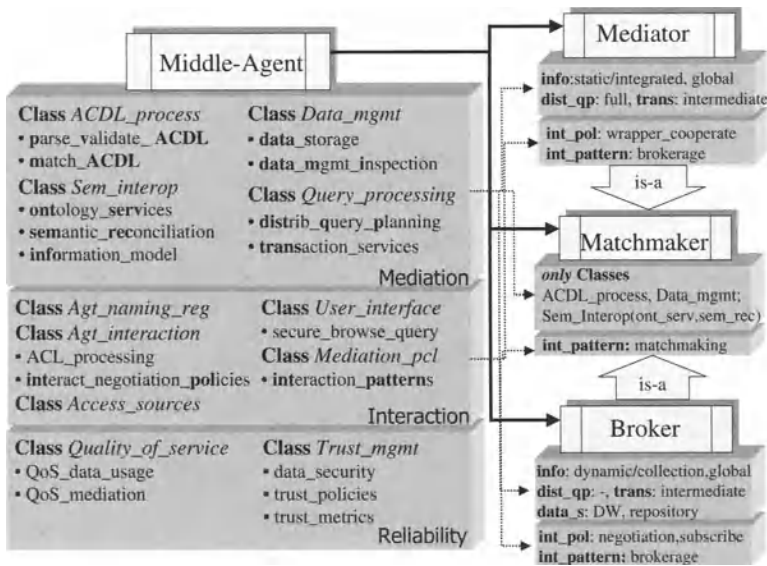 Middle-Agent
Class ACDL_process
• parse_validate_ ACDL
• match_ACDL
Class Sem_interop
• ontology_services
• semantic_reconciliation
• information_model
Class Data_mgmt
• data_storage
• data_mgmt_inspection
Class Query_processing
• distrib_query_planning
• transaction_services
Mediation
Class Agt_naming_reg
Class Agt_interaction
• ACL_processing
• interact_negotiation_policies
Class Access_sources
Class User_interface
• secure_browse_query
Class Mediation_pcl
• interaction_patterns
Interaction
Class Quality_of_service
• QoS_data_usage
• QoS_mediation
Class Trust_mgmt
• data_security
• trust_policies
• trust_metrics
Reliability
Mediator
info:static/integrated, global
dist_qp: full, trans: intermediate
int_pol: wrapper_cooperate
int_pattern: brokerage
is-a
Matchmaker
only Classes
ACDL_process, Data_mgmt;
Sem_Interop(ont_serv,sem_rec)
int_pattern: matchmaking
is-a
Broker
info: dynamic/collection,global
dist_qp: -, trans: intermediate
data_s: DW, repository
int_pol: negotiation,subscribe
int_pattern: brokerage